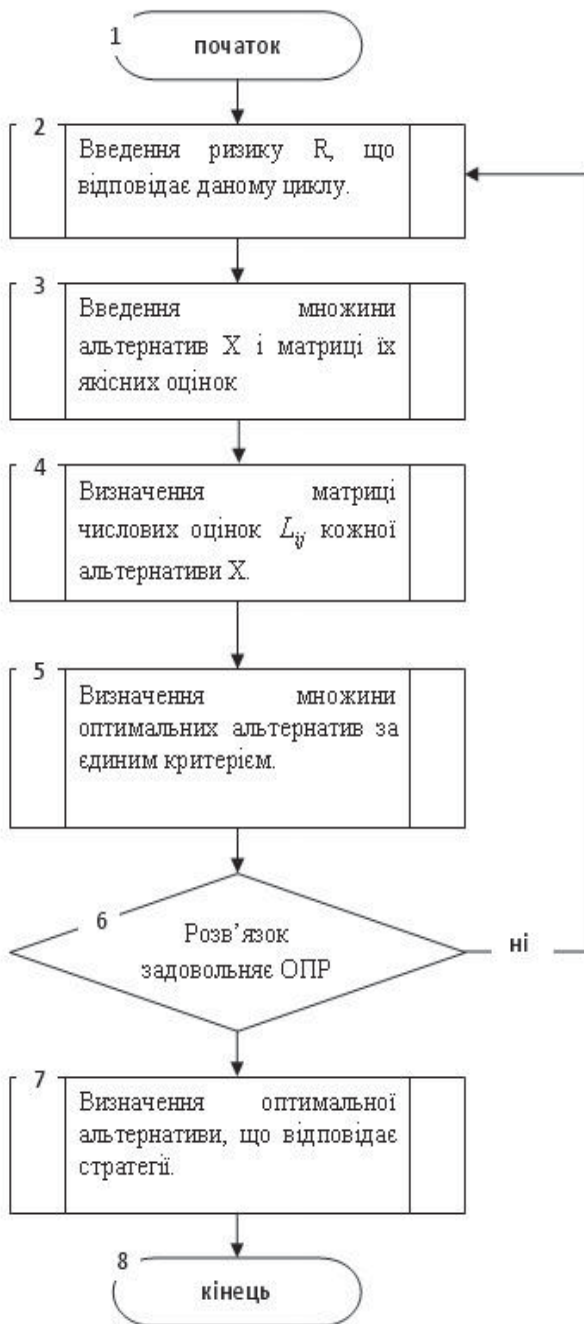 1
початок
2
Введення ризику R, що
відповідає даному циклу.
3
Введення множини
альтернатив X і матриці їх
якісних оцінок
4
Визначення матриці
числових оцінок L_ij кожної
альтернативи X.
5
Визначення множини
оптимальних альтернатив за
єдиним критерієм.
6
Розв’язок
задовольняє ОПР
ні
7
Визначення оптимальної
альтернативи, що відповідає
стратегії.
8
кінець